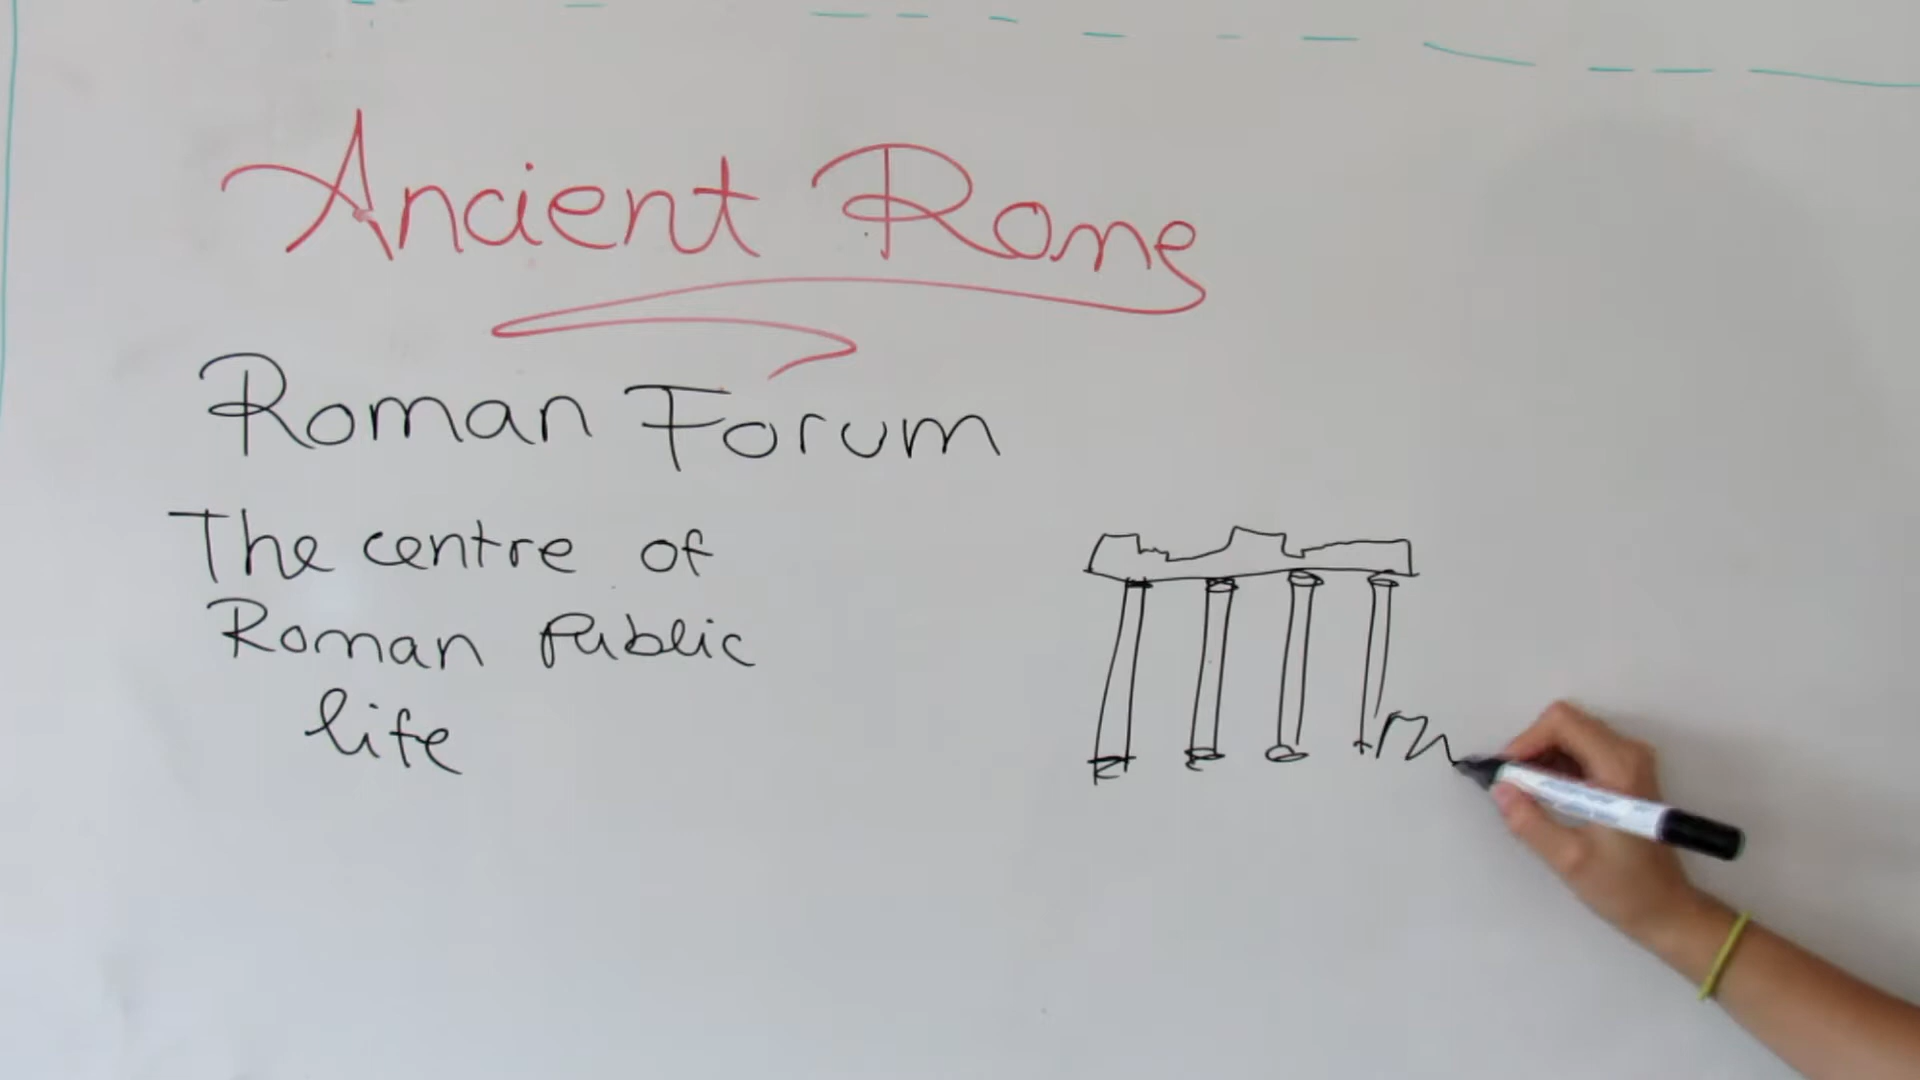 Ancient Rome
Roman Forum
The centre of
Roman Public
life